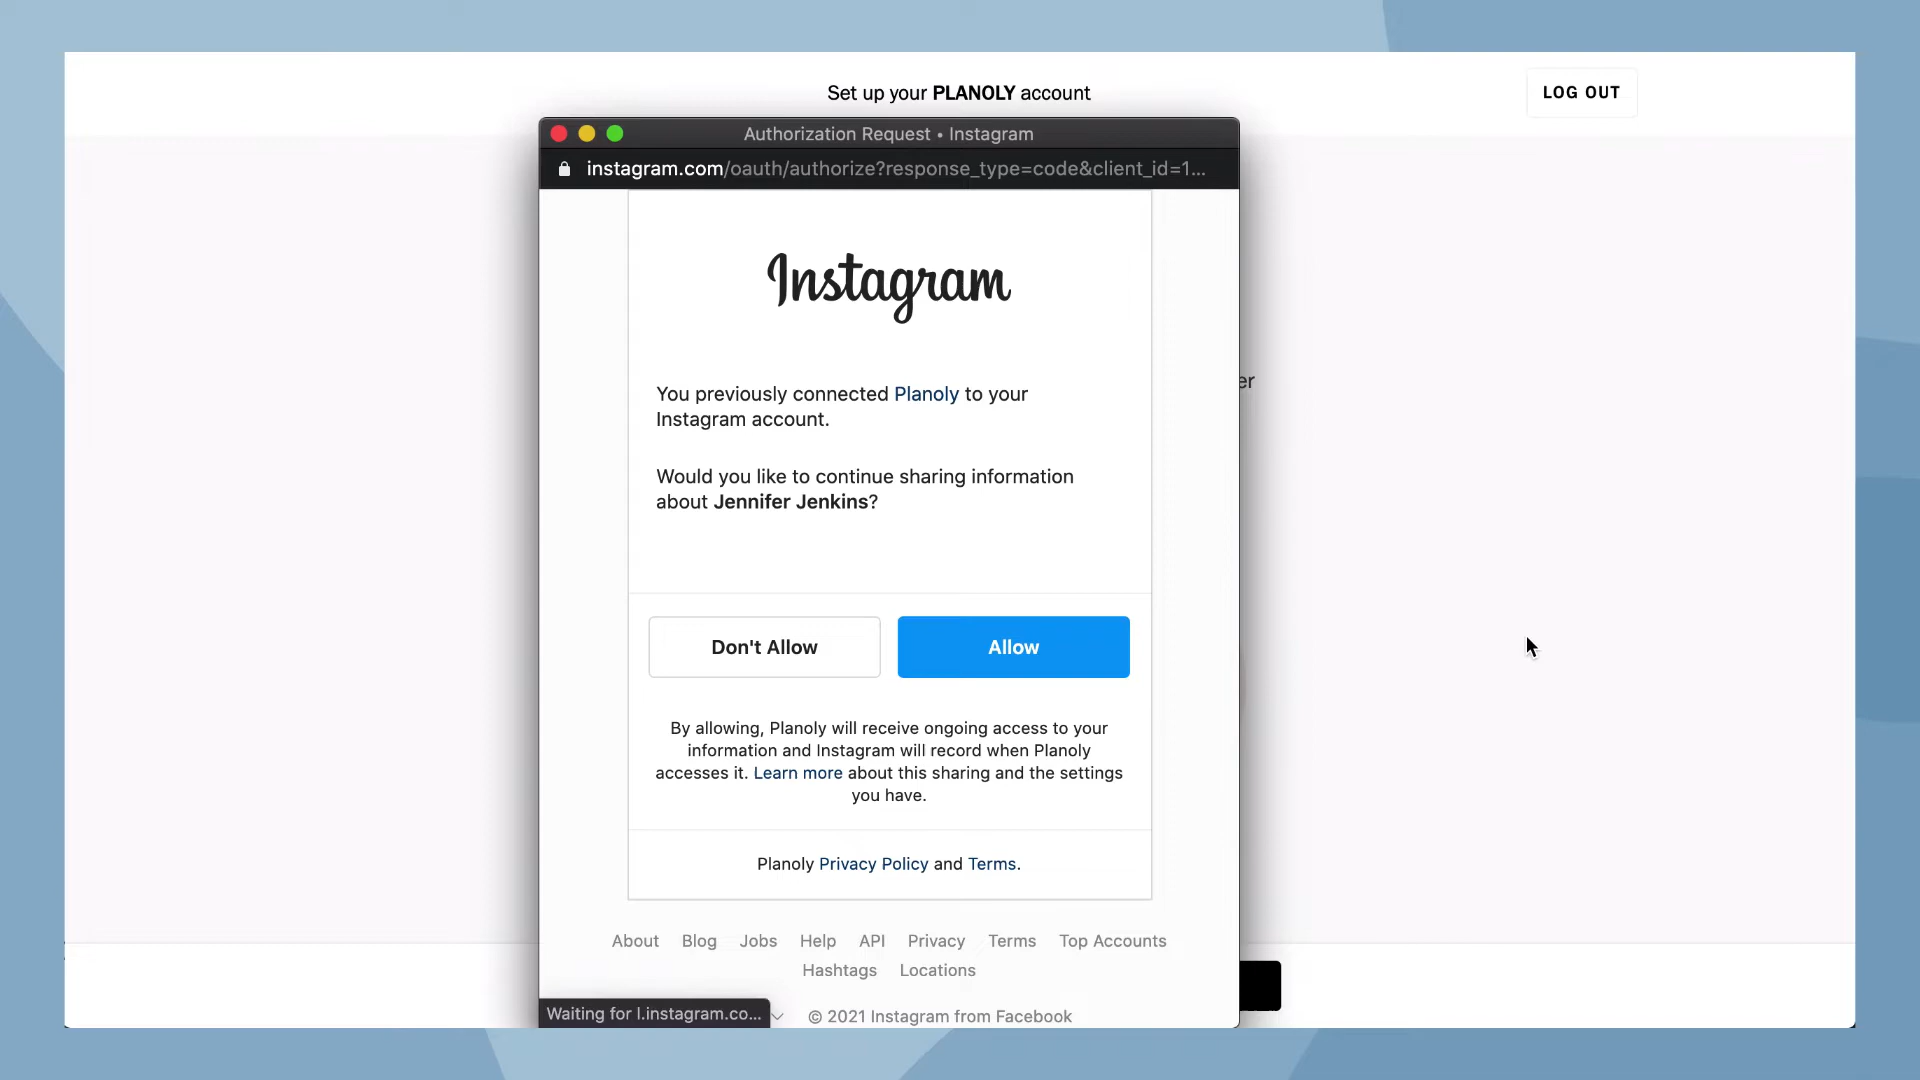 Set up your PLANOLY account
LOG OUT
Authorization Request • Instagram
instagram.com/oauth/authorize?response_type=code&client_id=1...
Instagram
er
You previously connected Planoly to your
Instagram account.
Would you like to continue sharing information
about Jennifer Jenkins?
Don't Allow
Allow
By allowing, Planoly will receive ongoing access to your
information and Instagram will record when Planoly
accesses it. Learn more about this sharing and the settings
you have.
Planoly Privacy Policy and Terms.
About Blog Jobs Help API Privacy Terms Top Accounts
Hashtags Locations
Waiting for l.instagram.co...
© 2021 Instagram from Facebook